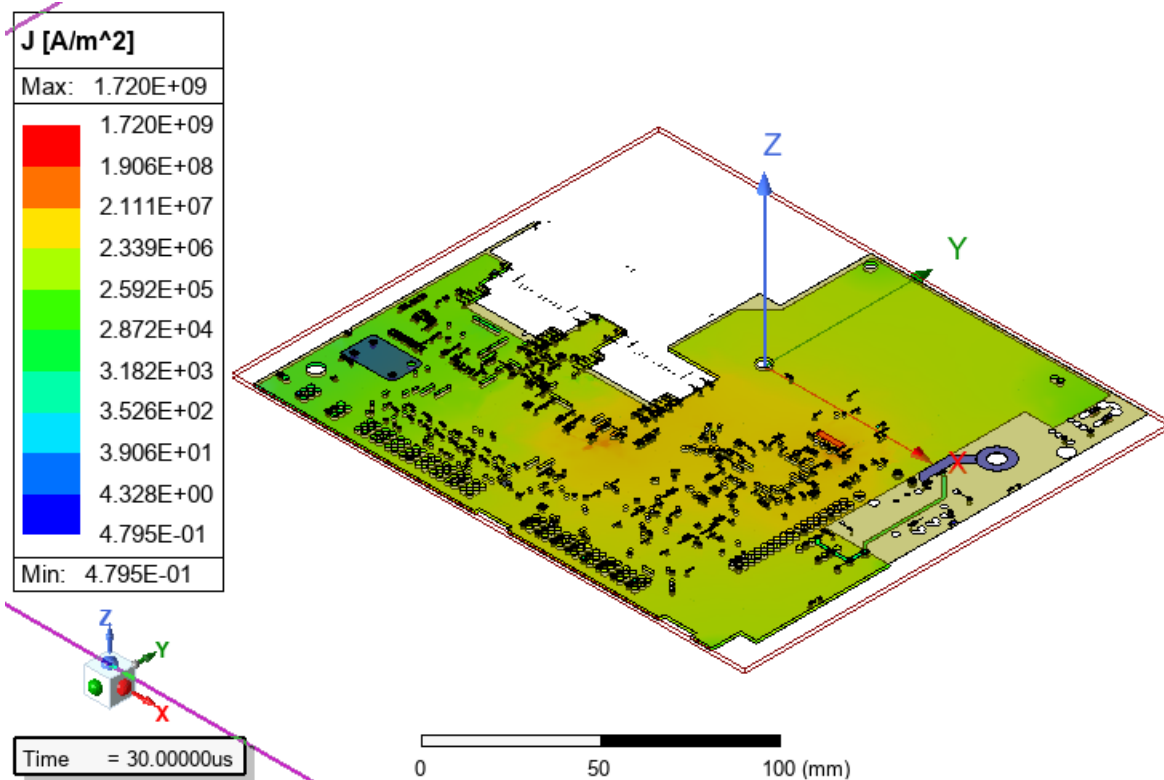 J [A/m^2]
Max: 1.720E+09
1.720E+09
1.906E+08
2.111E+07
2.339E+06
2.592E+05
2.872E+04
3.182E+03
3.526E+02
3.906E+01
4.328E+00
4.795E-01
Min: 4.795E-01
Z
Y
X
Z
Y
X
Time = 30.00000us
0 50 100 (mm)